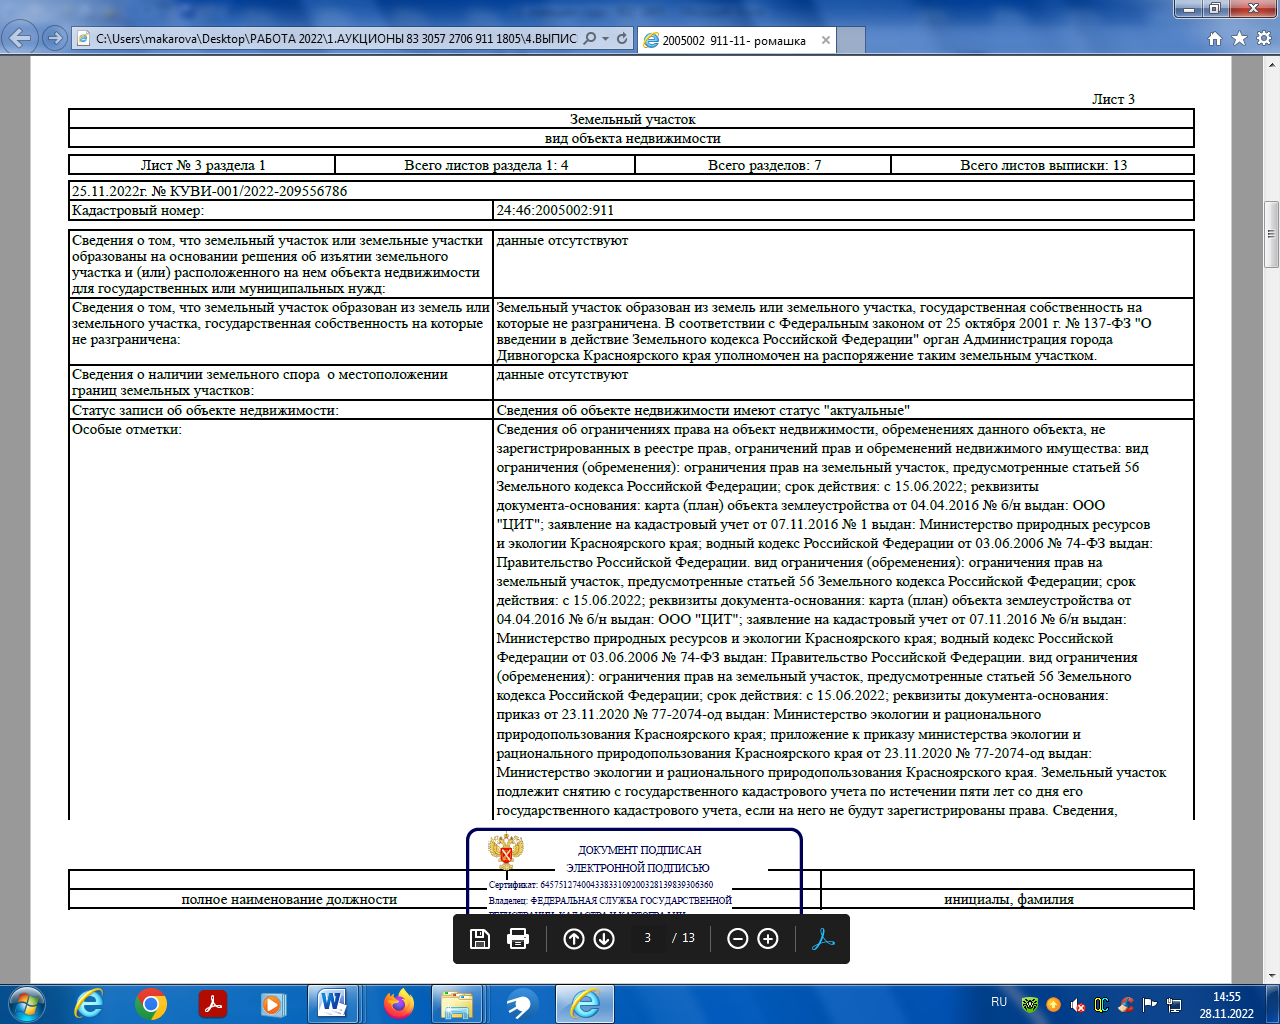 C:\Users\makarova\Desktop\РАБОТА 2022\1.АУКЦИОНЫ 83 3057 2706 911 1805\4.ВЫПИС
2005002 911-11- ромашка
Лист 3
Земельный участок
вид объекта недвижимости
Лист № 3 раздела 1
Всего листов раздела 1: 4
Всего разделов: 7
Всего листов выписки: 13
25.11.2022г. № КУВИ-001/2022-209556786
Кадастровый номер:
24:46:2005002:911
Сведения о том, что земельный участок или земельные участки
образованы на основании решения об изъятии земельного
участка и (или) расположенного на нем объекта недвижимости
для государственных или муниципальных нужд:
данные отсутствуют
Сведения о том, что земельный участок образован из земель или
земельного участка, государственная собственность на которые
не разграничена:
Земельный участок образован из земель или земельного участка, государственная собственность на
которые не разграничена. В соответствии с Федеральным законом от 25 октября 2001 г. № 137-ФЗ "О
введении в действие Земельного кодекса Российской Федерации" орган Администрация города
Дивногорска Красноярского края уполномочен на распоряжение таким земельным участком.
Сведения о наличии земельного спора о местоположении
границ земельных участков:
данные отсутствуют
Статус записи об объекте недвижимости:
Сведения об объекте недвижимости имеют статус "актуальные"
Особые отметки:
Сведения об ограничениях права на объект недвижимости, обременениях данного объекта, не
зарегистрированных в реестре прав, ограничений прав и обременений недвижимого имущества: вид
ограничения (обременения): ограничения прав на земельный участок, предусмотренные статьей 56
Земельного кодекса Российской Федерации; срок действия: с 15.06.2022; реквизиты
документа-основания: карта (план) объекта землеустройства от 04.04.2016 № б/н выдан: ООО
"ЦИТ"; заявление на кадастровый учет от 07.11.2016 № 1 выдан: Министерство природных ресурсов
и экологии Красноярского края; водный кодекс Российской Федерации от 03.06.2006 № 74-ФЗ выдан:
Правительство Российской Федерации. вид ограничения (обременения): ограничения прав на
земельный участок, предусмотренные статьей 56 Земельного кодекса Российской Федерации; срок
действия: с 15.06.2022; реквизиты документа-основания: карта (план) объекта землеустройства от
04.04.2016 № б/н выдан: ООО "ЦИТ"; заявление на кадастровый учет от 07.11.2016 № б/н выдан:
Министерство природных ресурсов и экологии Красноярского края; водный кодекс Российской
Федерации от 03.06.2006 № 74-ФЗ выдан: Правительство Российской Федерации. вид ограничения
(обременения): ограничения прав на земельный участок, предусмотренные статьей 56 Земельного
кодекса Российской Федерации; срок действия: с 15.06.2022; реквизиты документа-основания:
приказ от 23.11.2020 № 77-2074-од выдан: Министерство экологии и рационального
природопользования Красноярского края; приложение к приказу министерства экологии и
рационального природопользования Красноярского края от 23.11.2020 № 77-2074-од выдан:
Министерство экологии и рационального природопользования Красноярского края. Земельный участок
подлежит снятию с государственного кадастрового учета по истечении пяти лет со дня его
государственного кадастрового учета, если на него не будут зарегистрированы права. Сведения,
ДОКУМЕНТ ПОДПИСАН
ЭЛЕКТРОННОЙ ПОДПИСЬЮ
Сертификат: 645751274004338331092003281398393063​60
Владелец: ФЕДЕРАЛЬНАЯ СЛУЖБА ГОСУДАРСТВЕННОЙ
РЕГИСТРАЦИИ, КАДАСТРА И КАРТОГРАФИИ
полное наименование должности
инициалы, фамилия
3 / 13
RU
14:55
28.11.2022